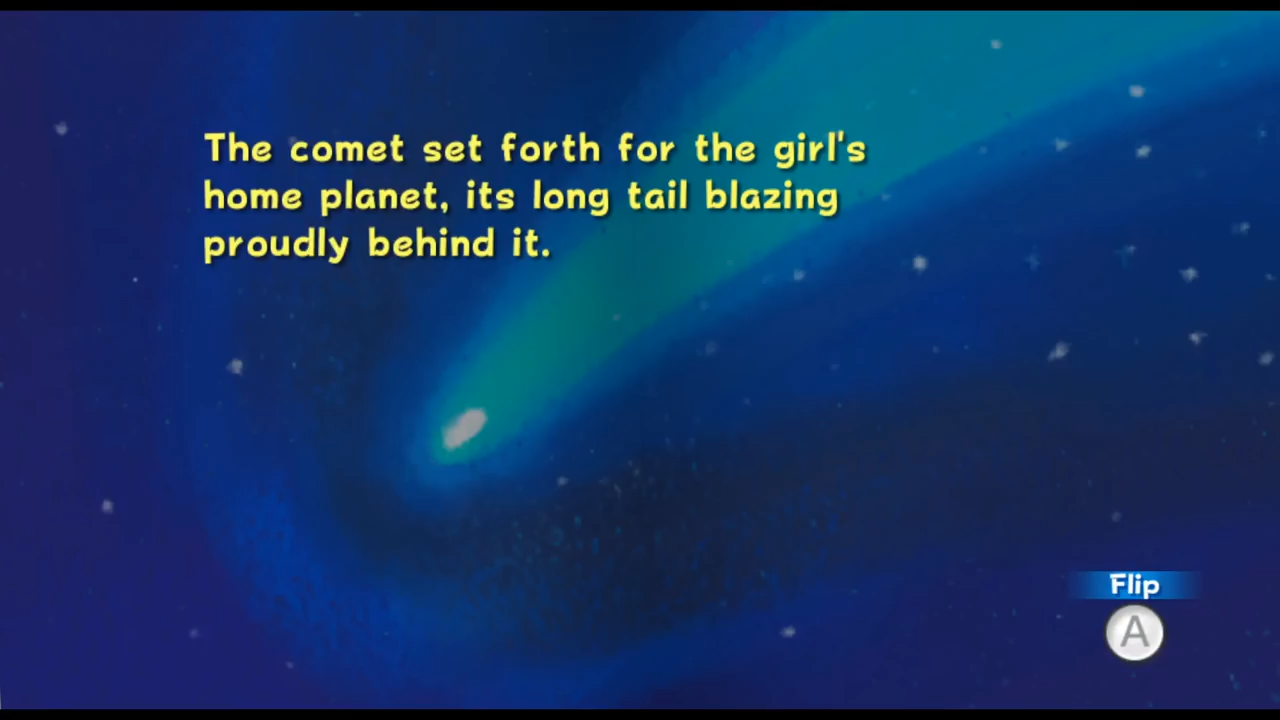 The comet set forth for the girl's
home planet, its long tail blazing
proudly behind it.
Flip
A